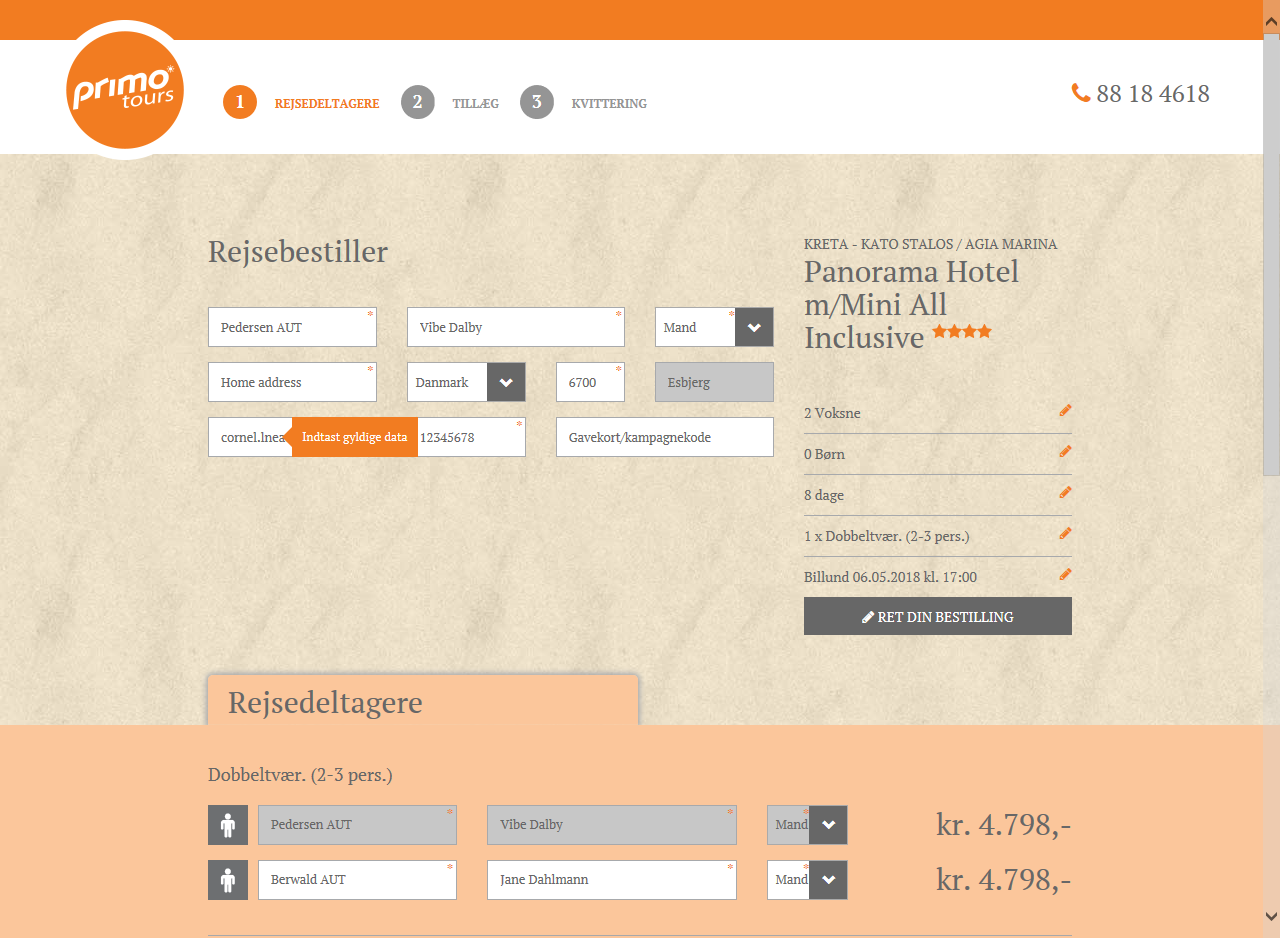 primo
tours
1 REJSEDELTAGERE 2 TILLÆG 3 KVITTERING
88 18 4618
Rejsebestiller
Pedersen AUT * Vibe Dalby * Mand *
Home address * Danmark 6700 * Esbjerg
cornel.lnea Indtast gyldige data 12345678 * Gavekort/kampagnekode
KRETA - KATO STALOS / AGIA MARINA
Panorama Hotel
m/Mini All
Inclusive
2 Voksne
0 Børn
8 dage
1 x Dobbeltvær. (2-3 pers.)
Billund 06.05.2018 kl. 17:00
RET DIN BESTILLING
Rejsedeltagere
Dobbeltvær. (2-3 pers.)
Pedersen AUT * Vibe Dalby * Mand * kr. 4.798,-
Berwald AUT * Jane Dahlmann * Mand * kr. 4.798,-